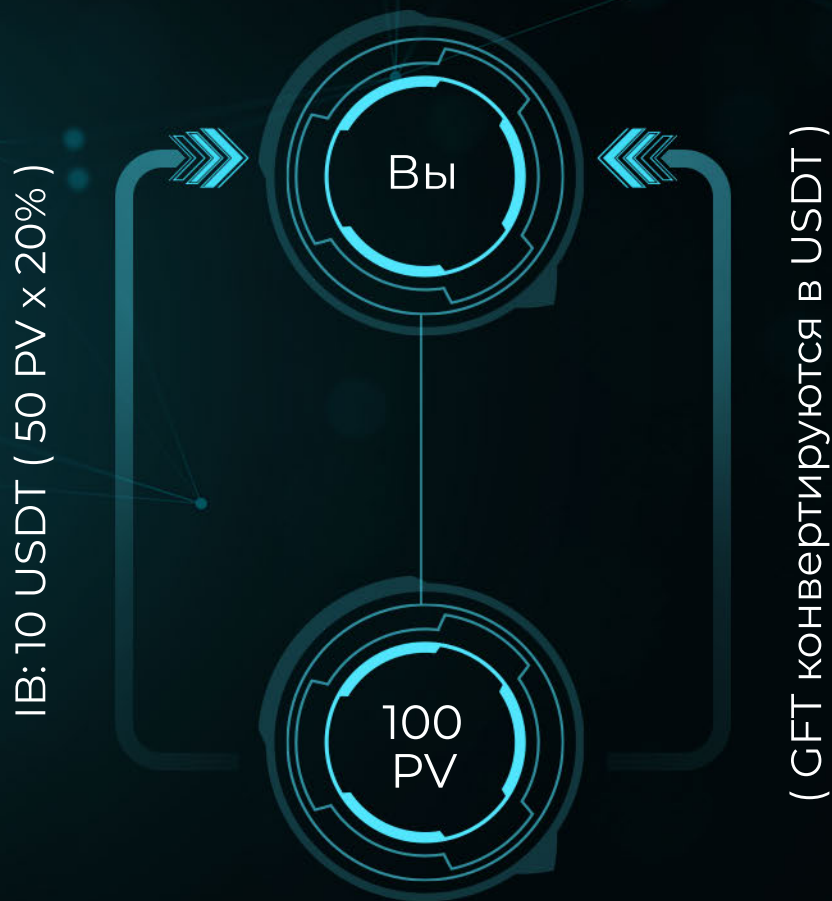 Вы
IB: 10 USDT ( 50 PV x 20% )
( GFT конвертируются в USDT )
100
PV